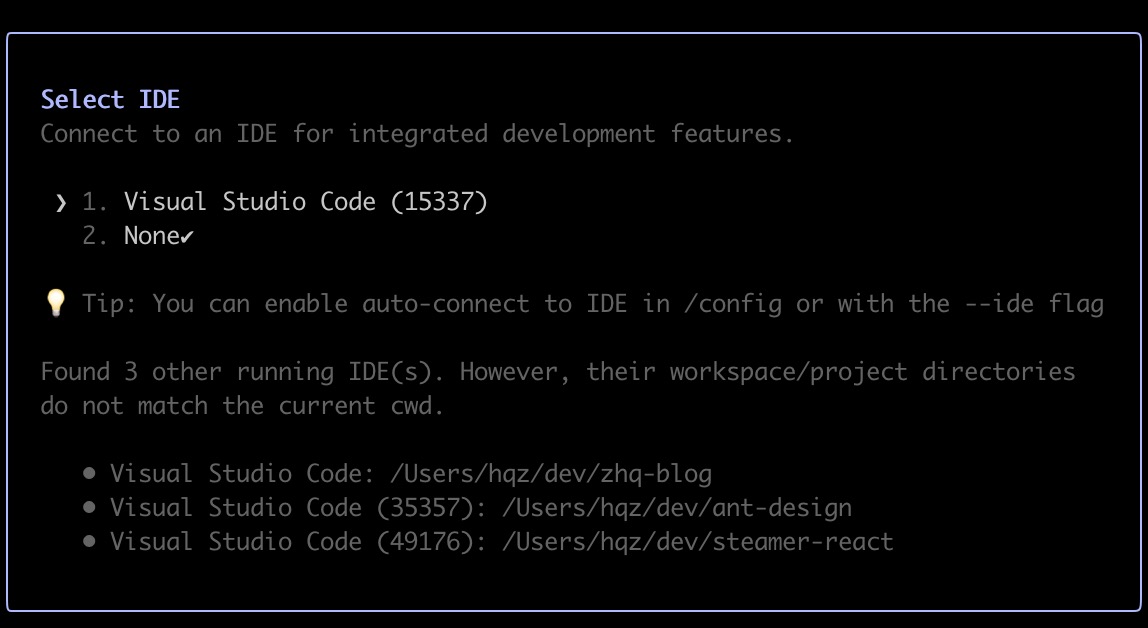 Select IDE
Connect to an IDE for integrated development features.
❯ 1. Visual Studio Code (15337)
2. None✔
💡 Tip: You can enable auto-connect to IDE in /config or with the --ide flag
Found 3 other running IDE(s). However, their workspace/project directories
do not match the current cwd.
● Visual Studio Code: /Users/hqz/dev/zhq-blog
● Visual Studio Code (35357): /Users/hqz/dev/ant-design
● Visual Studio Code (49176): /Users/hqz/dev/steamer-react